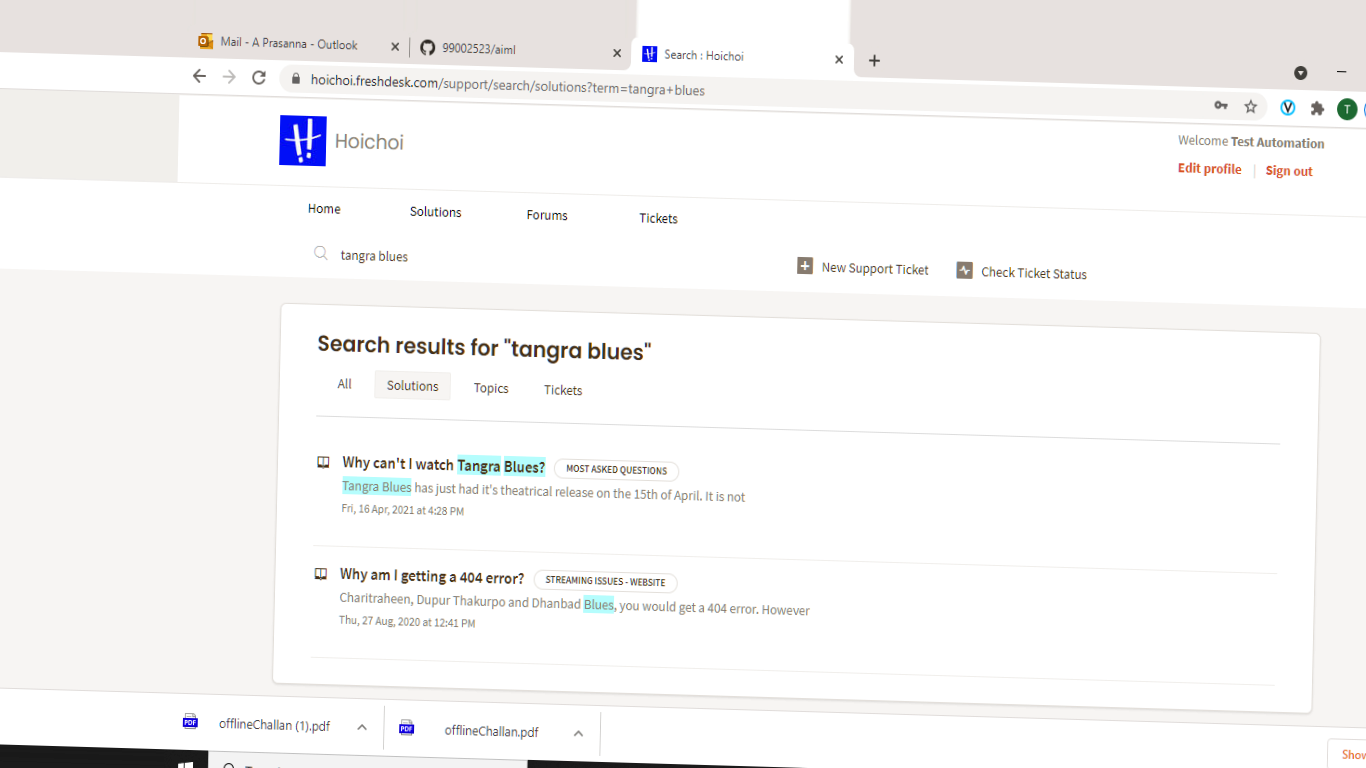 Mail - A Prasanna - Outlook
99002523/aiml
Search : Hoichoi
hoichoi.freshdesk.com/support/search/solutions?term=tangra+blues
T
Hoichoi
Welcome Test Automation
Edit profile | Sign out
Home Solutions Forums Tickets
tangra blues
New Support Ticket Check Ticket Status
Search results for "tangra blues"
All Solutions Topics Tickets
Why can't I watch Tangra Blues? MOST ASKED QUESTIONS
Tangra Blues has just had it's theatrical release on the 15th of April. It is not
Fri, 16 Apr, 2021 at 4:28 PM
Why am I getting a 404 error? STREAMING ISSUES - WEBSITE
Charitraheen, Dupur Thakurpo and Dhanbad Blues, you would get a 404 error. However
Thu, 27 Aug, 2020 at 12:41 PM
PDF offlineChallan (1).pdf
PDF offlineChallan.pdf
Show